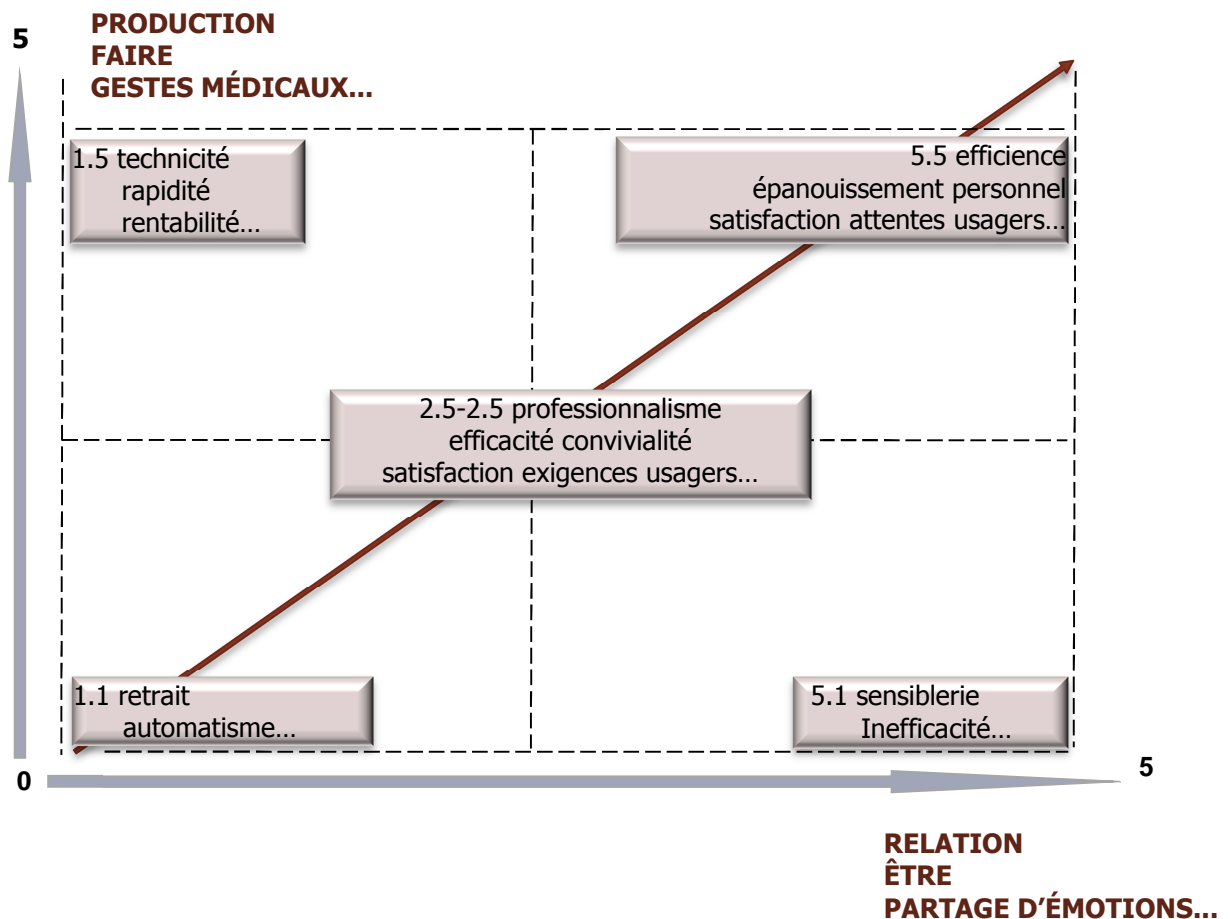 PRODUCTION
FAIRE
GESTES MÉDICAUX...
5
1.5 technicité
rapidité
rentabilité...
5.5 efficience
épanouissement personnel
satisfaction attentes usagers...
2.5-2.5 professionnalisme
efficacité convivialité
satisfaction exigences usagers...
1.1 retrait
automatisme...
5.1 sensiblerie
Inefficacité...
0
5
RELATION
ÊTRE
PARTAGE D'ÉMOTIONS...